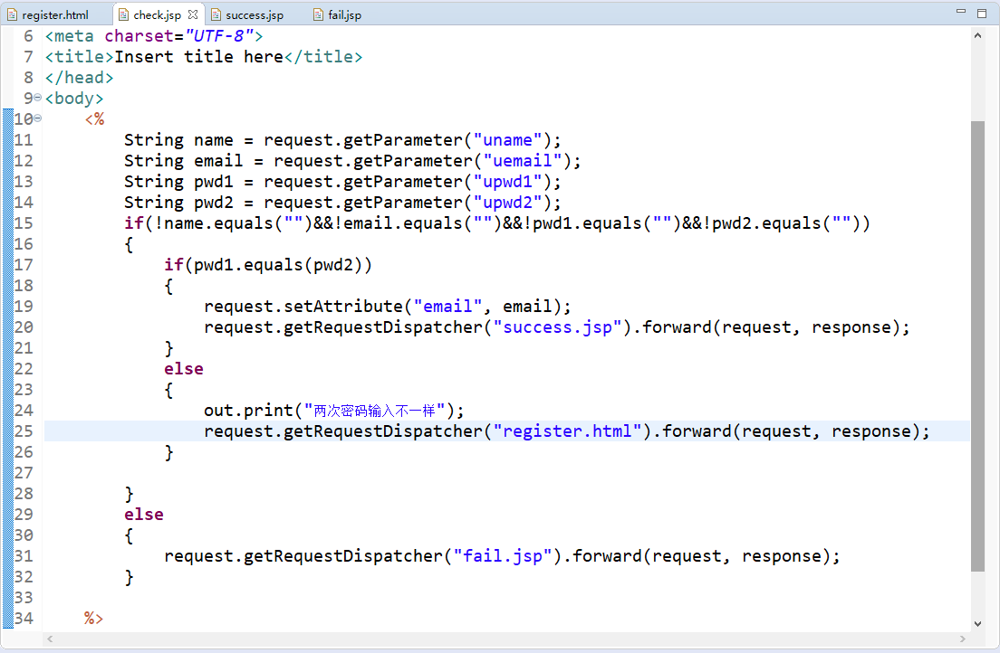 register.html check.jsp success.jsp fail.jsp
6 <meta charset="UTF-8">
7 <title>Insert title here</title>
8 </head>
9 <body>
10 <%
11 String name = request.getParameter("uname");
12 String email = request.getParameter("uemail");
13 String pwd1 = request.getParameter("upwd1");
14 String pwd2 = request.getParameter("upwd2");
15 if(!name.equals("")&&!email.equals("")&&!pwd1.equals("")&&!pwd2.equals(""))
16 {
17 if(pwd1.equals(pwd2))
18 {
19 request.setAttribute("email", email);
20 request.getRequestDispatcher("success.jsp").forward(request, response);
21 }
22 else
23 {
24 out.print("两次密码输入不一样");
25 request.getRequestDispatcher("register.html").forward(request, response);
26 }
27
28 }
29 else
30 {
31 request.getRequestDispatcher("fail.jsp").forward(request, response);
32 }
33
34 %>